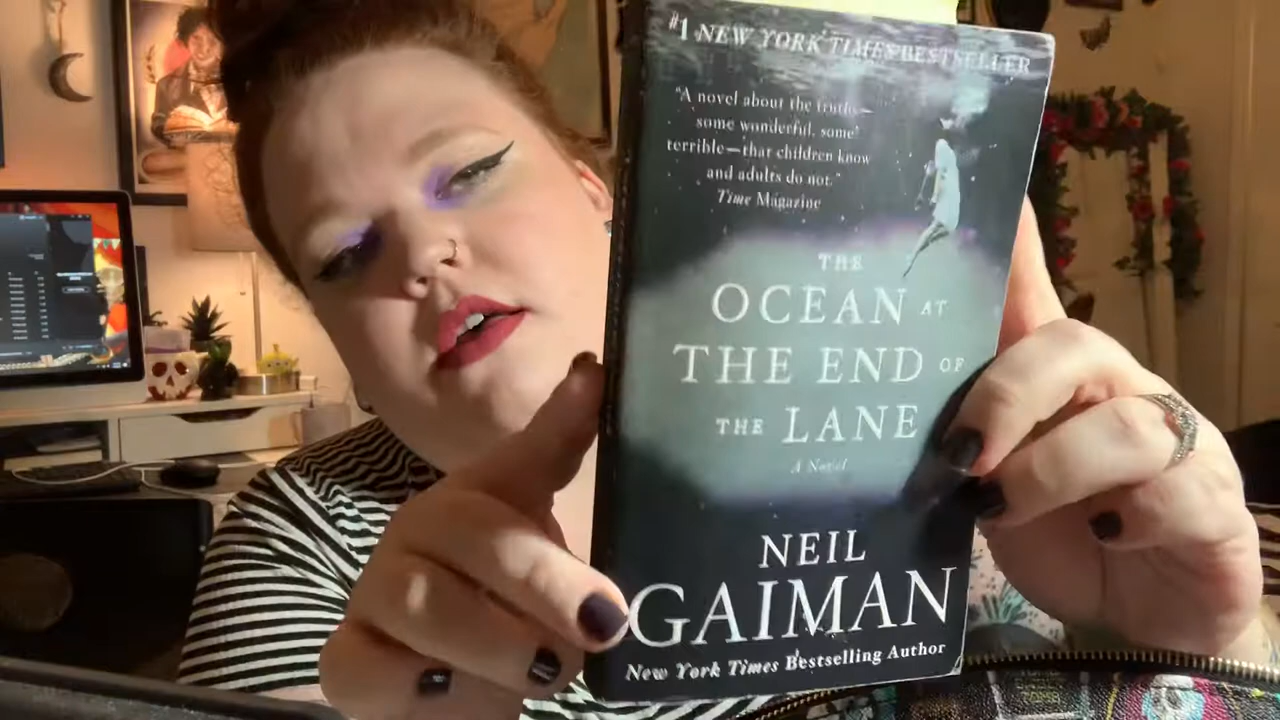 #1 NEW YORK TIMES BESTSELLER
"A novel about the truths—
some wonderful, some
terrible—that children know
and adults do not."
Time Magazine
THE
OCEAN AT
THE END OF
THE LANE
A Novel
NEIL
GAIMAN
New York Times Bestselling Author